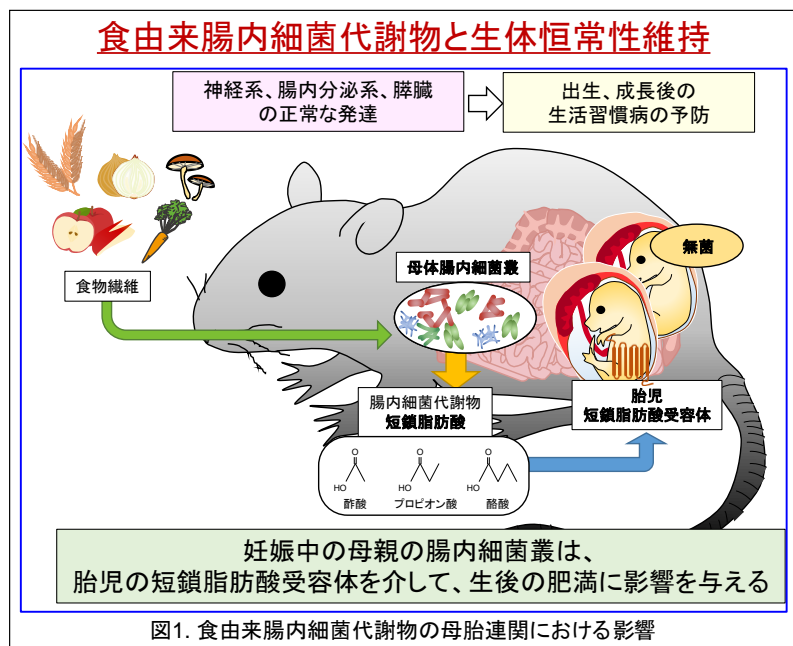 食由来腸内細菌代謝物と生体恒常性維持
神経系、腸内分泌系、膵臓
の正常な発達
出生、成長後の
生活習慣病の予防
無菌
母体腸内細菌叢
食物繊維
腸内細菌代謝物
短鎖脂肪酸
胎児
短鎖脂肪酸受容体
O
HO
酢酸
O
HO
プロピオン酸
O
HO
酪酸
妊娠中の母親の腸内細菌叢は、
胎児の短鎖脂肪酸受容体を介して、生後の肥満に影響を与える
図1. 食由来腸内細菌代謝物の母胎連関における影響